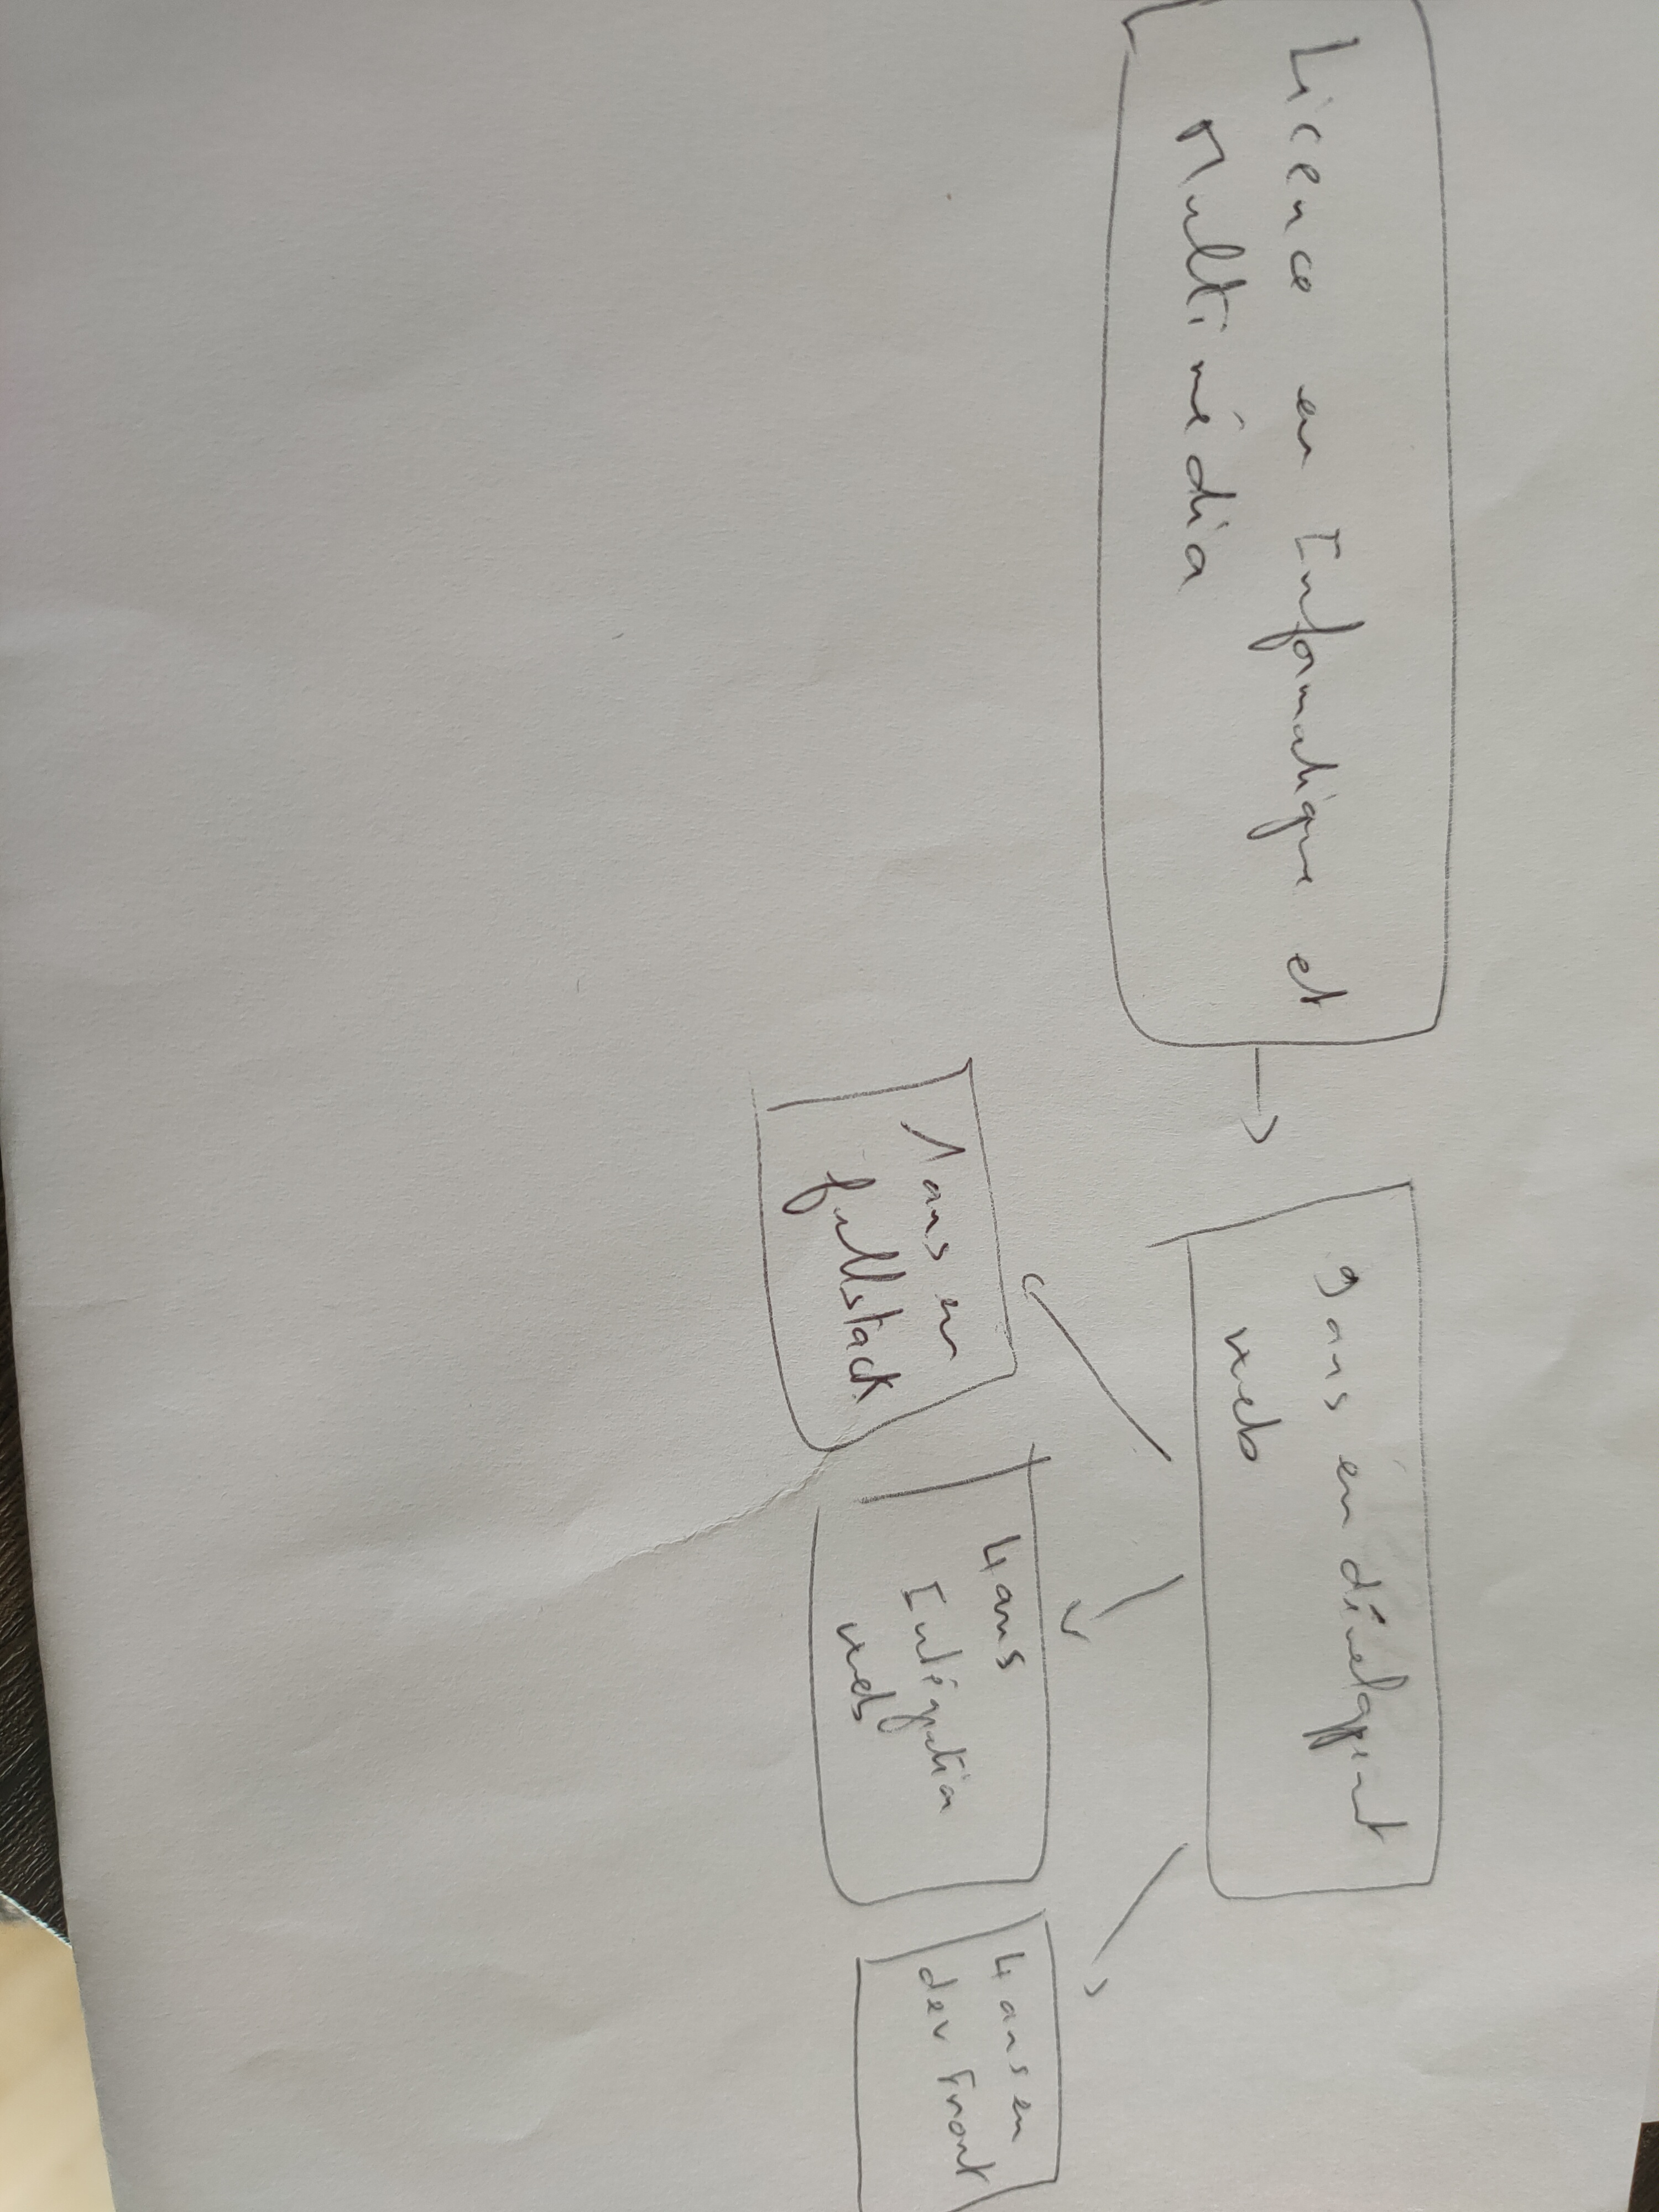 Licence en Informatique et
Multimédia
9 ans en développement
web
1 ans en
fullstack
4 ans
Intégration
web
4 ans en
dev Front